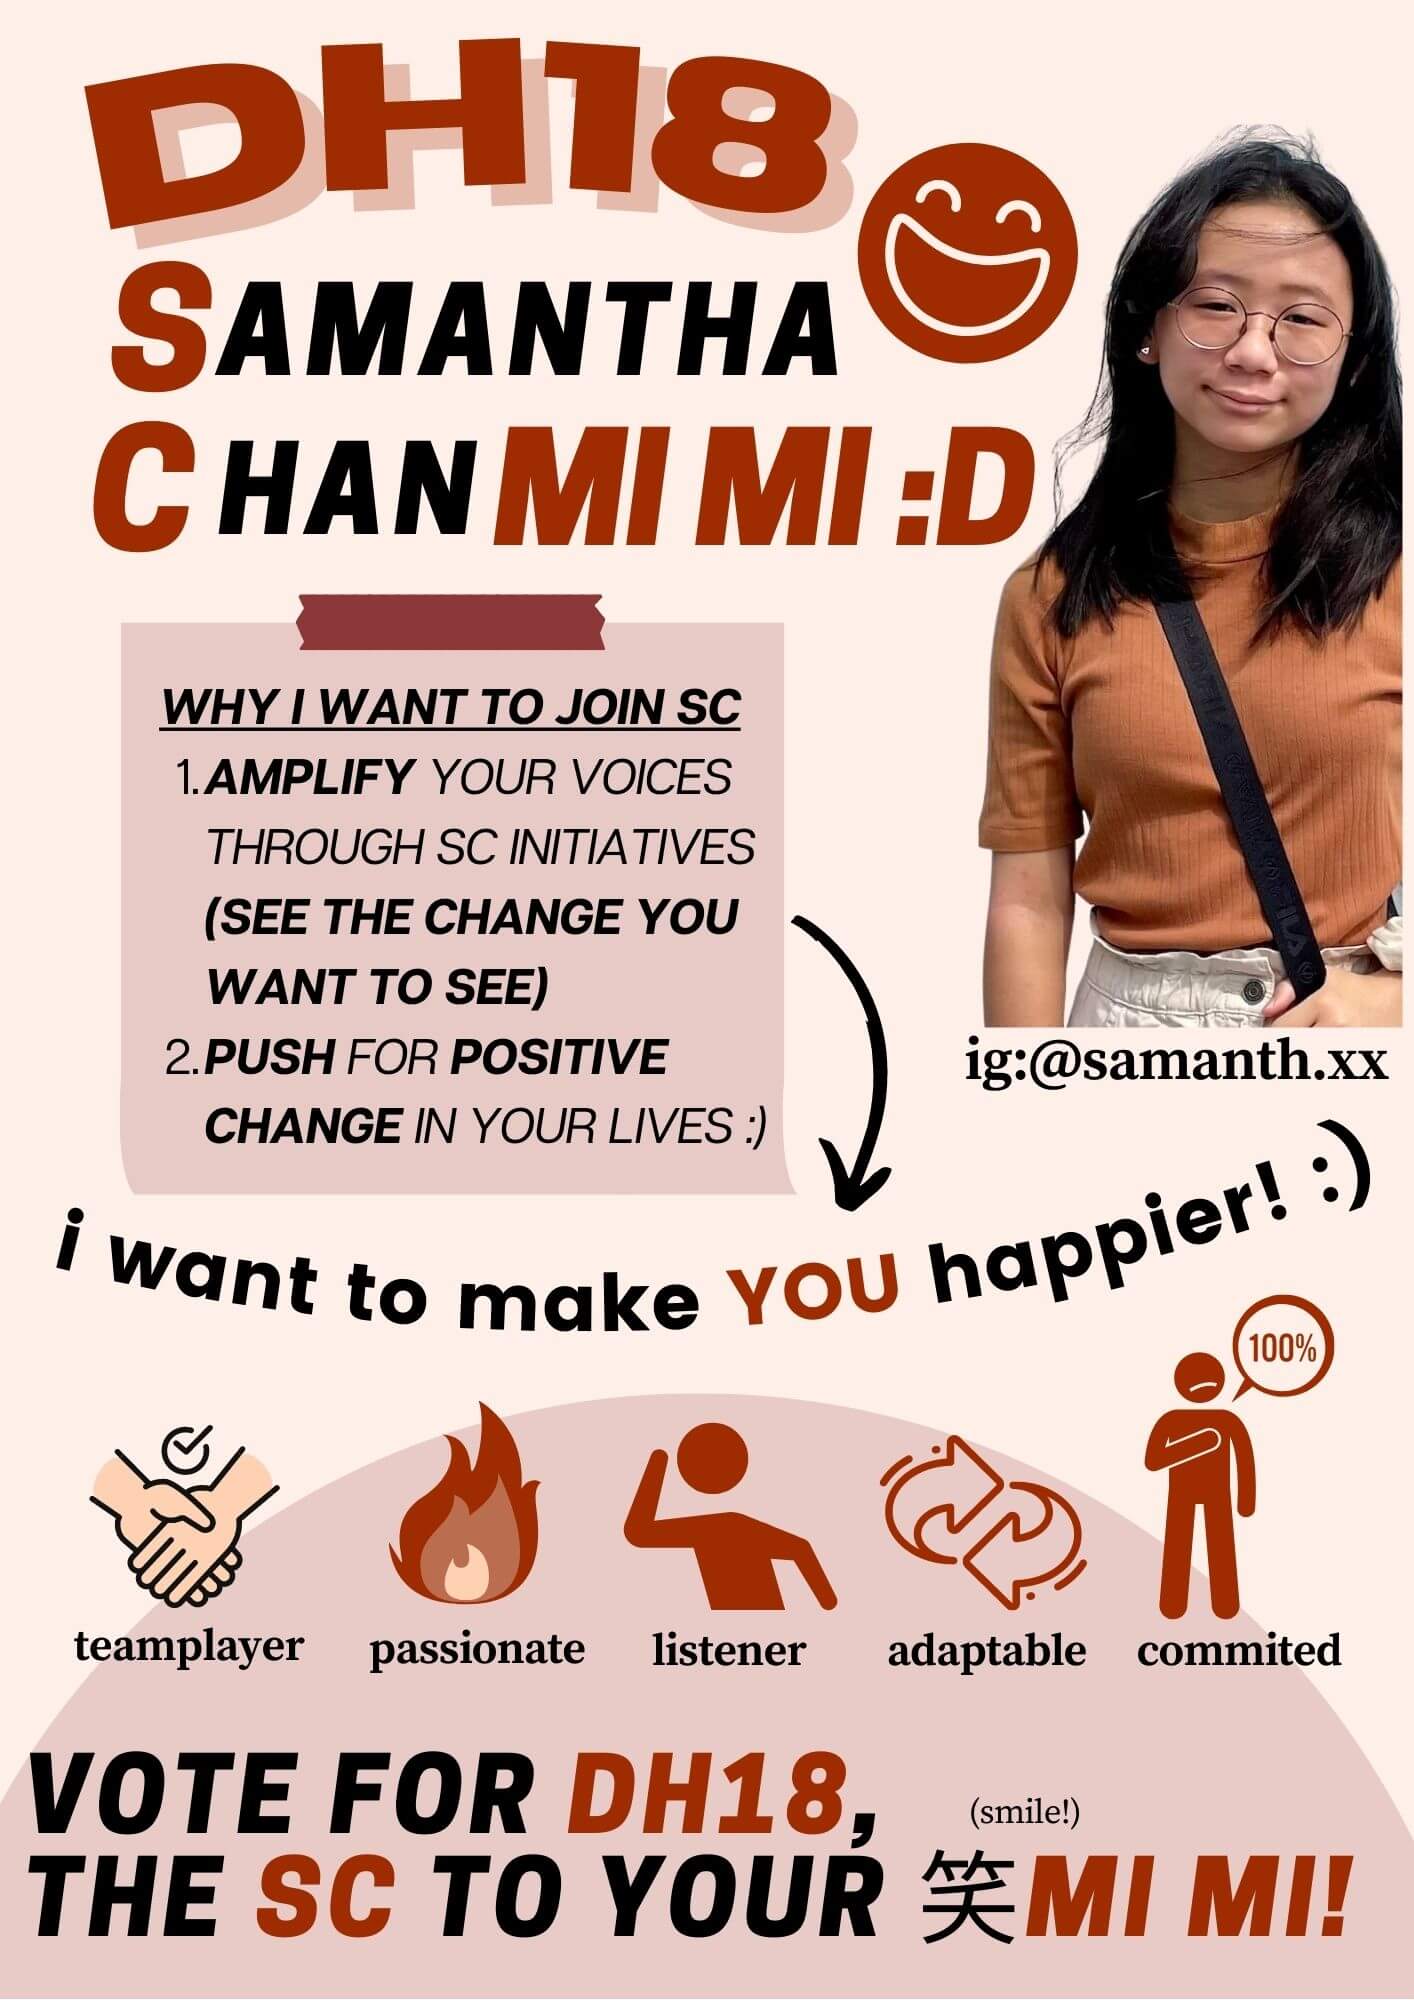 DH18
SAMANTHA
CHAN MI MI :D
WHY I WANT TO JOIN SC
1. AMPLIFY YOUR VOICES
THROUGH SC INITIATIVES
(SEE THE CHANGE YOU
WANT TO SEE)
2. PUSH FOR POSITIVE
CHANGE IN YOUR LIVES :)
FILA
ig:@samanth.xx
i want to make YOU happier! :)
100%
teamplayer passionate listener adaptable commited
VOTE FOR DH18,
(smile!)
THE SC TO YOUR 笑MI MI!